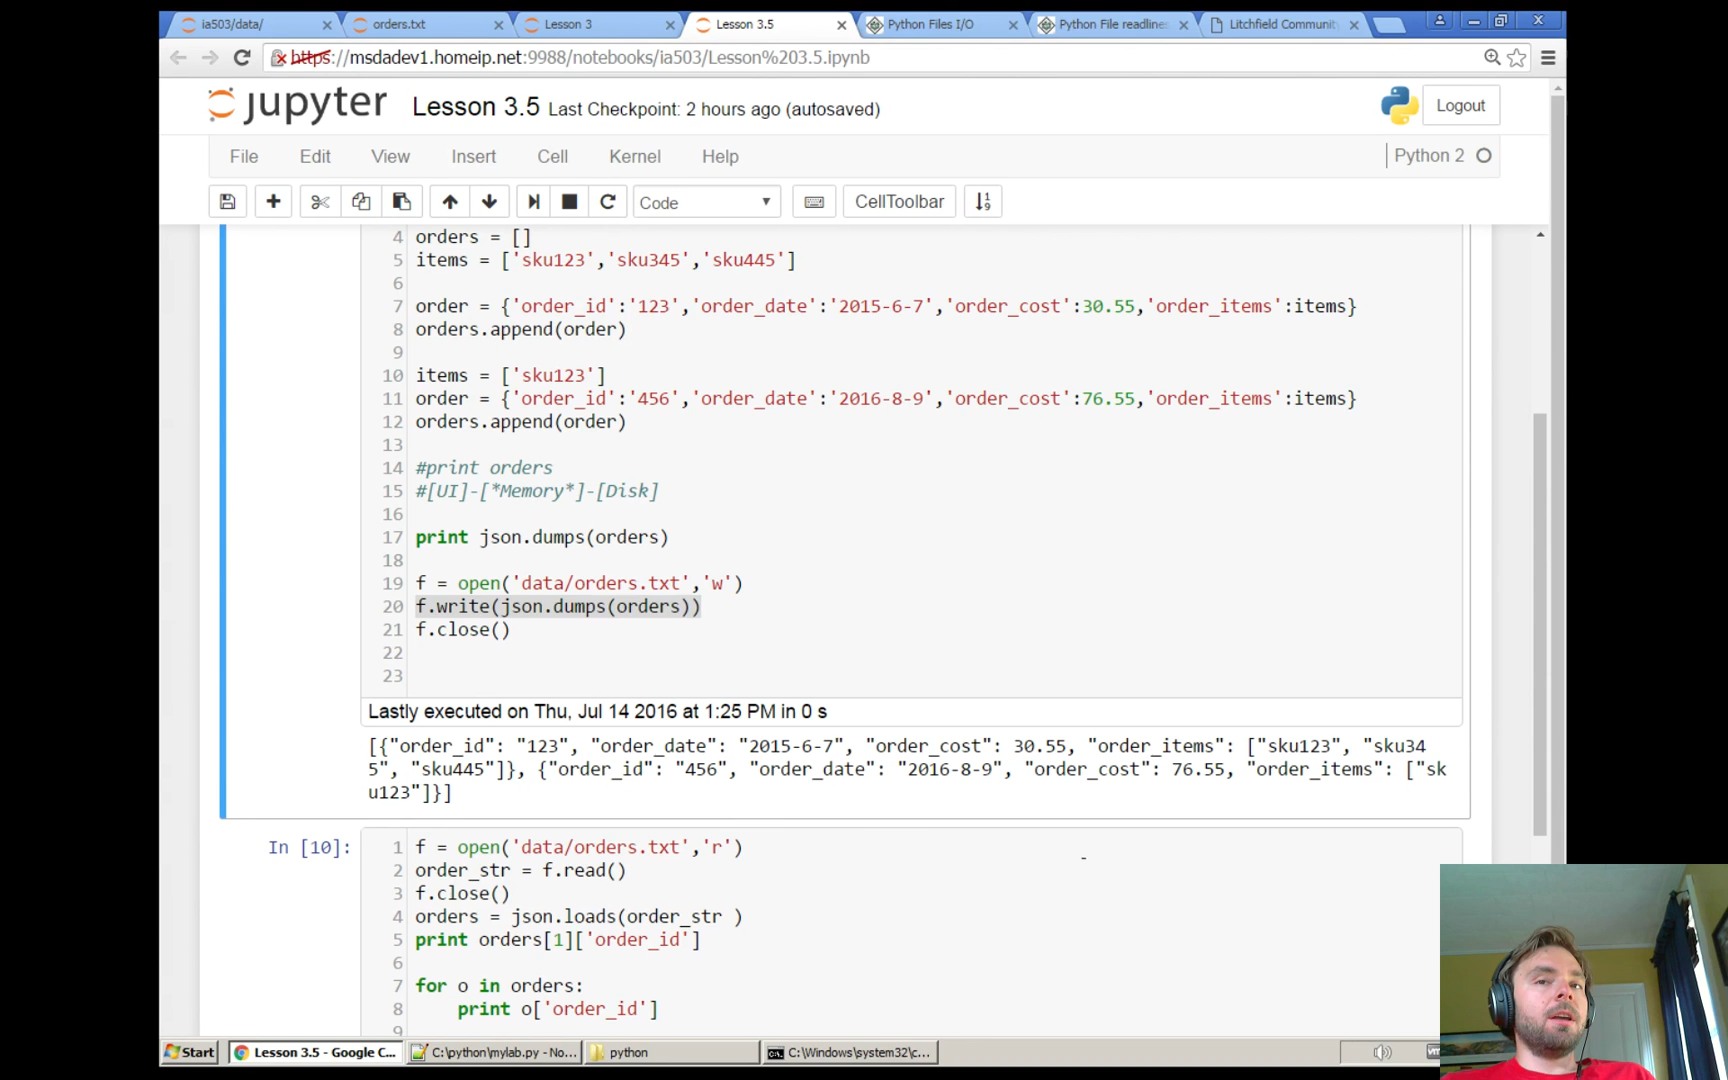 ia503/data/
orders.txt
Lesson 3
Lesson 3.5
Python Files I/O
Python File readline
Litchfield Communit
https://msdadev1.homeip.net:9988/notebooks/ia503/Lesson%203.5.ipynb
jupyter Lesson 3.5 Last Checkpoint: 2 hours ago (autosaved)
Logout
File Edit View Insert Cell Kernel Help
Python 2
Code
CellToolbar
4 orders = []
5 items = ['sku123','sku345','sku445']
6
7 order = {'order_id':'123','order_date':'2015-6-7','order_cost':30.55,'order_items':items}
8 orders.append(order)
9
10 items = ['sku123']
11 order = {'order_id':'456','order_date':'2016-8-9','order_cost':76.55,'order_items':items}
12 orders.append(order)
13
14 #print orders
15 #[UI]-[*Memory*]-[Disk]
16
17 print json.dumps(orders)
18
19 f = open('data/orders.txt','w')
20 f.write(json.dumps(orders))
21 f.close()
22
23
Lastly executed on Thu, Jul 14 2016 at 1:25 PM in 0 s
[{"order_id": "123", "order_date": "2015-6-7", "order_cost": 30.55, "order_items": ["sku123", "sku34
5", "sku445"]}, {"order_id": "456", "order_date": "2016-8-9", "order_cost": 76.55, "order_items": ["sk
u123"]}]
In [10]:
1 f = open('data/orders.txt','r')
2 order_str = f.read()
3 f.close()
4 orders = json.loads(order_str )
5 print orders[1]['order_id']
6
7 for o in orders:
8 print o['order_id']
9
Start
Lesson 3.5 - Google C...
C:\python\mylab.py - No...
python
C:\Windows\system32\c...